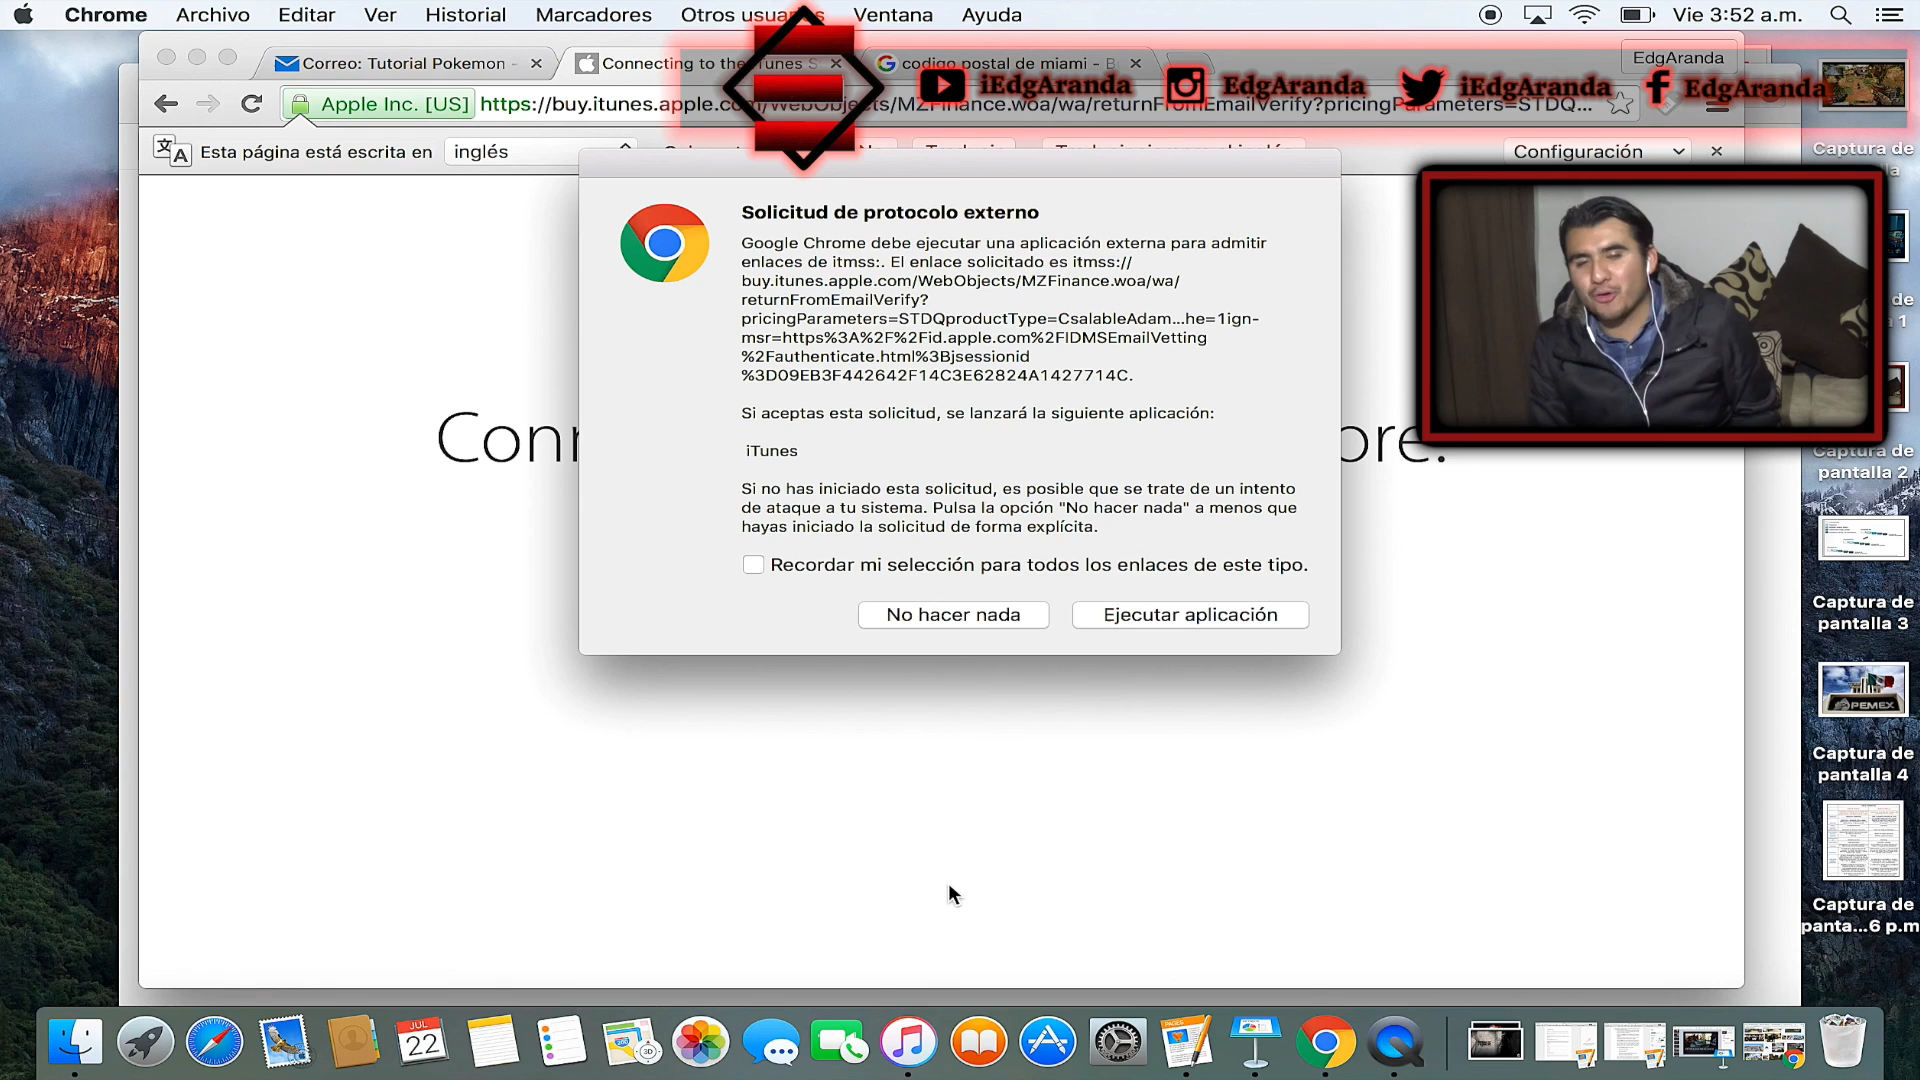 Chrome Archivo Editar Ver Historial Marcadores Otros usuarios Ventana Ayuda
Vie 3:52 a.m.
Correo: Tutorial Pokemon -
Connecting to the iTunes S
codigo postal de miami - B
EdgAranda
iEdgAranda EdgAranda iEdgAranda EdgAranda
Apple Inc. [US] https://buy.itunes.apple.com/WebObjects/MZFinance.woa/wa/returnFromEmailVerify?pricingParameters=STDQ...
Esta página está escrita en inglés
Configuración
Solicitud de protocolo externo
Google Chrome debe ejecutar una aplicación externa para admitir
enlaces de itmss:. El enlace solicitado es itmss://
buy.itunes.apple.com/WebObjects/MZFinance.woa/wa/
returnFromEmailVerify?
pricingParameters=STDQproductType=CsalableAdam...he=1ign-
msr=https%3A%2F%2Fid.apple.com%2FIDMSEmailVetting
%2Fauthenticate.html%3Bjsessionid
%3D09EB3F442642F14C3E62824A1427714C.
Si aceptas esta solicitud, se lanzará la siguiente aplicación:
iTunes
Si no has iniciado esta solicitud, es posible que se trate de un intento
de ataque a tu sistema. Pulsa la opción "No hacer nada" a menos que
hayas iniciado la solicitud de forma explícita.
Recordar mi selección para todos los enlaces de este tipo.
No hacer nada
Ejecutar aplicación
Conn
ore.
Captura de
la
de
1
Captura de
pantalla 2
Captura de
pantalla 3
PEMEX
Captura de
pantalla 4
Captura de
panta...6 p.m
JUL
22
3D
PAGES